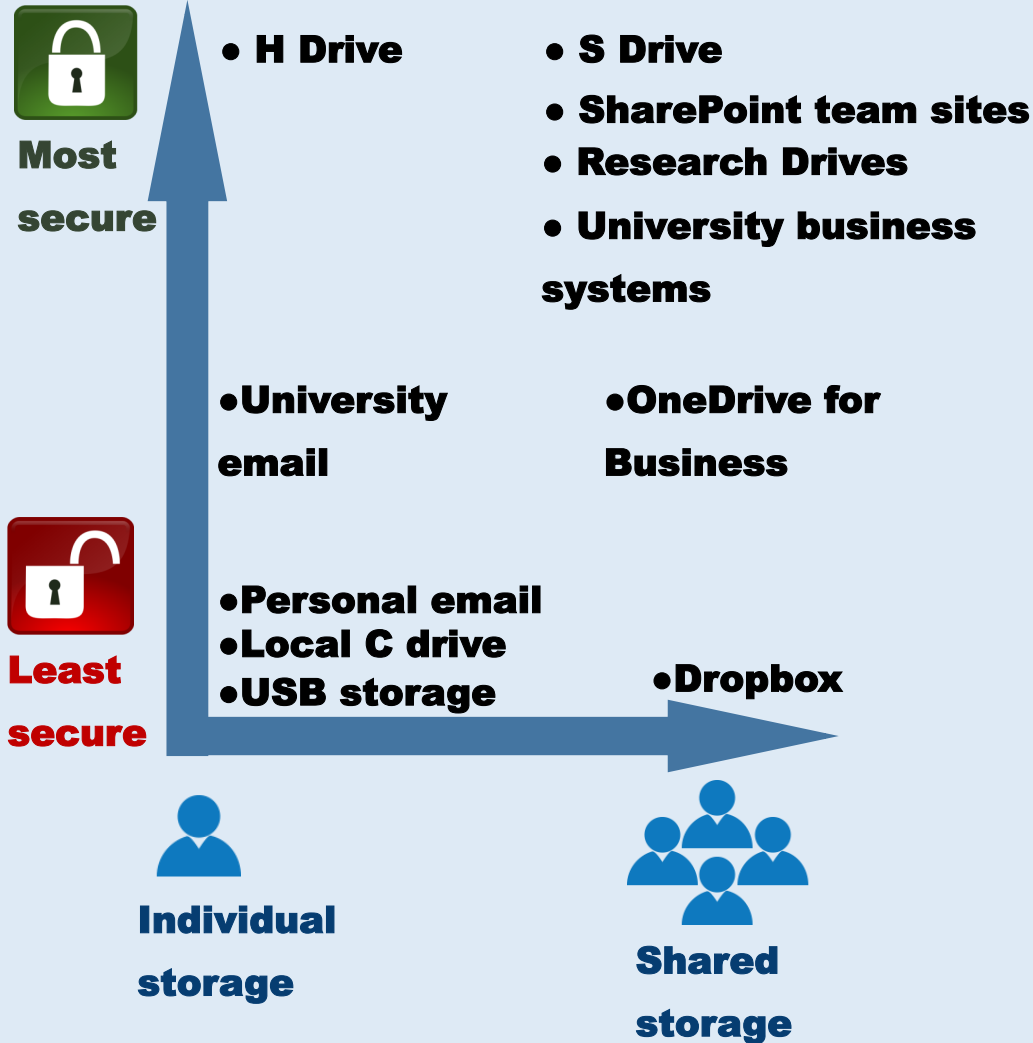 ● H Drive
● S Drive
● SharePoint team sites
● Research Drives
● University business
systems
Most
secure
●University
email
●OneDrive for
Business
●Personal email
●Local C drive
●USB storage
●Dropbox
Least
secure
Individual
storage
Shared
storage